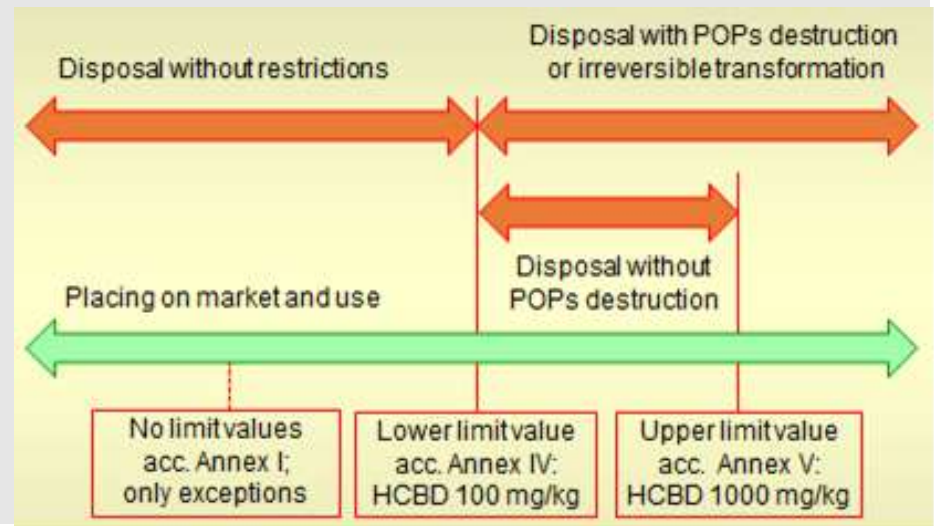 Disposal without restrictions
Disposal with POPs destruction
or irreversible transformation
Disposal without
POPs destruction
Placing on market and use
No limit values
acc. Annex I;
only exceptions
Lower limit value
acc. Annex IV:
HCBD 100 mg/kg
Upper limit value
acc. Annex V:
HCBD 1000 mg/kg